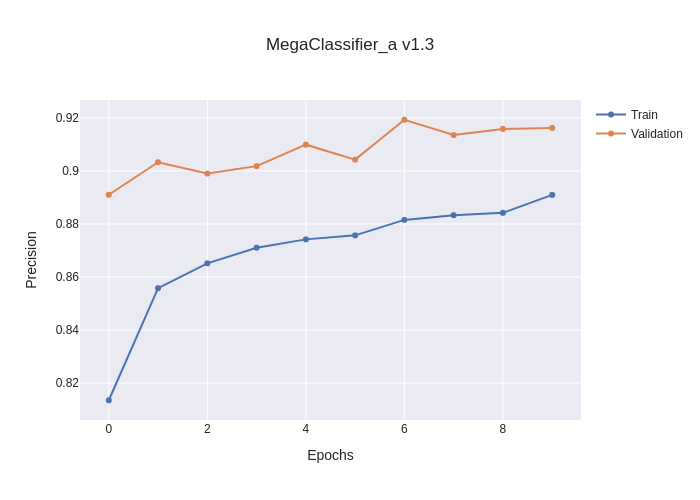 MegaClassifier_a v1.3
Train
Validation
Precision
0.92
0.9
0.88
0.86
0.84
0.82
0
2
4
6
8
Epochs